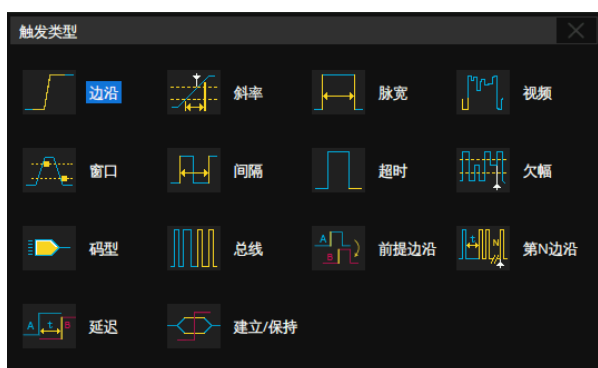 触发类型
边沿 斜率 脉宽 视频
窗口 t 间隔 超时 欠幅
码型 总线 A B 前提边沿 t N 第N边沿
A t B 延迟 建立/保持